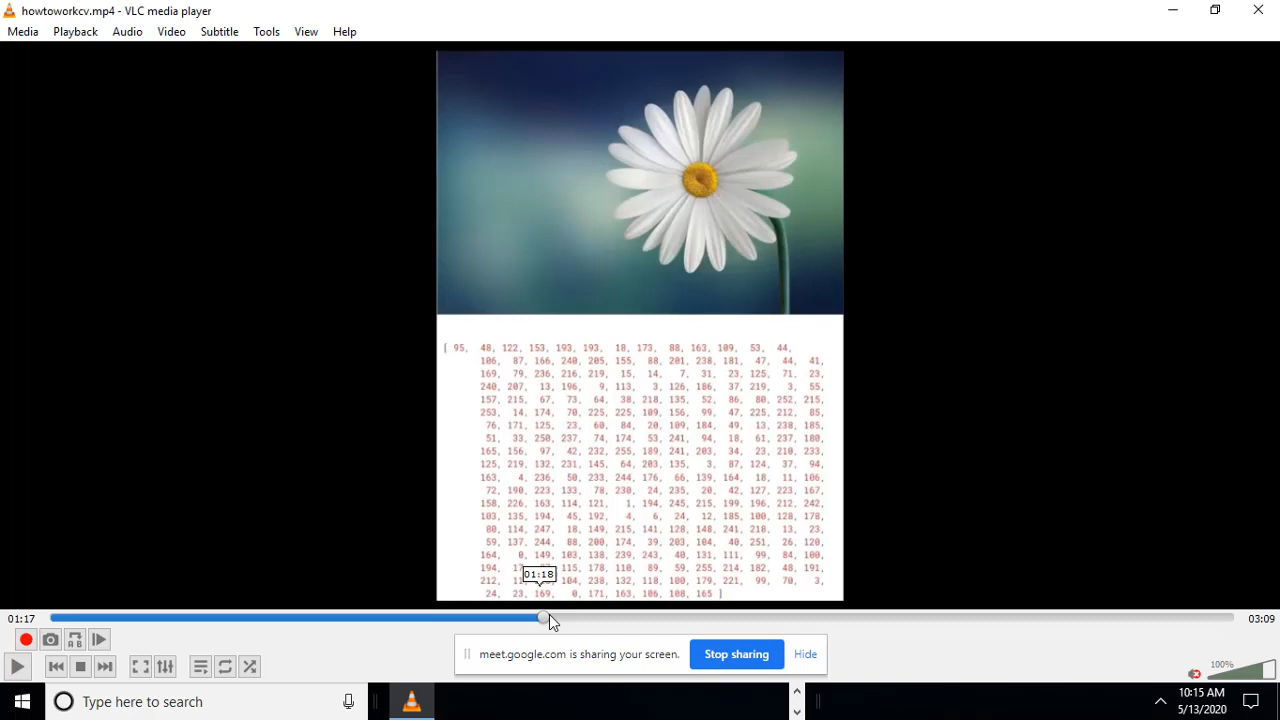 howtoworkcv.mp4 - VLC media player
Media Playback Audio Video Subtitle Tools View Help
[ 95, 48, 122, 153, 193, 193, 18, 173, 88, 163, 109, 53, 44,
106, 87, 166, 240, 205, 155, 88, 201, 238, 181, 47, 44, 41,
169, 79, 236, 216, 219, 15, 14, 7, 31, 23, 125, 71, 23,
240, 207, 13, 196, 9, 113, 3, 126, 186, 37, 219, 3, 55,
157, 215, 67, 73, 64, 38, 218, 135, 52, 86, 80, 252, 215,
253, 14, 174, 70, 225, 225, 109, 156, 99, 47, 225, 212, 85,
76, 171, 125, 23, 60, 84, 20, 109, 184, 49, 13, 238, 185,
51, 33, 250, 237, 74, 174, 53, 241, 94, 18, 61, 237, 180,
165, 156, 97, 42, 232, 255, 189, 241, 203, 34, 23, 210, 233,
125, 219, 132, 231, 145, 64, 203, 135, 3, 87, 124, 37, 94,
163, 4, 236, 50, 233, 244, 176, 66, 139, 164, 18, 11, 106,
72, 190, 223, 133, 78, 230, 24, 235, 20, 42, 127, 223, 167,
158, 226, 163, 114, 121, 1, 194, 245, 215, 199, 196, 212, 242,
103, 135, 194, 45, 192, 4, 6, 24, 12, 185, 100, 128, 178,
80, 114, 247, 18, 149, 215, 141, 128, 148, 241, 218, 13, 23,
59, 137, 244, 88, 200, 174, 39, 203, 104, 40, 251, 26, 120,
164, 0, 149, 103, 138, 239, 243, 40, 131, 111, 99, 84, 100,
194, 115, 178, 110, 89, 59, 255, 214, 182, 48, 191,
01:18
212, 104, 238, 132, 118, 100, 179, 221, 99, 70, 3,
24, 23, 169, 0, 171, 163, 106, 108, 165 ]
01:17 03:09
meet.google.com is sharing your screen. Stop sharing Hide
100%
Type here to search
10:15 AM
5/13/2020